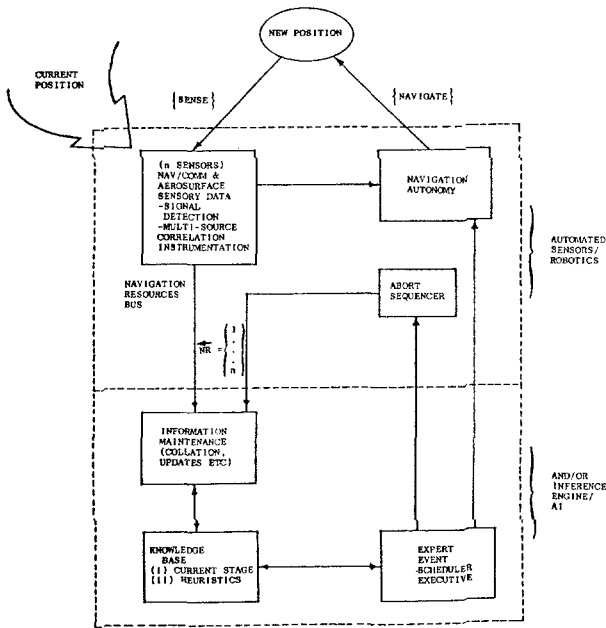 NEW POSITION
CURRENT
POSITION
{SENSE}
{NAVIGATE}
(n SENSORS)
NAV/COMM &
AEROSURFACE
SENSORY DATA
-SIGNAL
DETECTION
-MULTI-SOURCE
CORRELATION
INSTRUMENTATION
NAVIGATION
AUTONOMY
AUTOMATED
SENSORS/
ROBOTICS
NAVIGATION
RESOURCES
BUS
ABORT
SEQUENCER
NR =
1
.
.
.
n
INFORMATION
MAINTENANCE
(COLLATION,
UPDATES ETC)
AND/OR
INFERENCE
ENGINE/
AI
KNOWLEDGE
BASE
(i) CURRENT STAGE
(ii) HEURISTICS
EXPERT
EVENT
SCHEDULER
EXECUTIVE